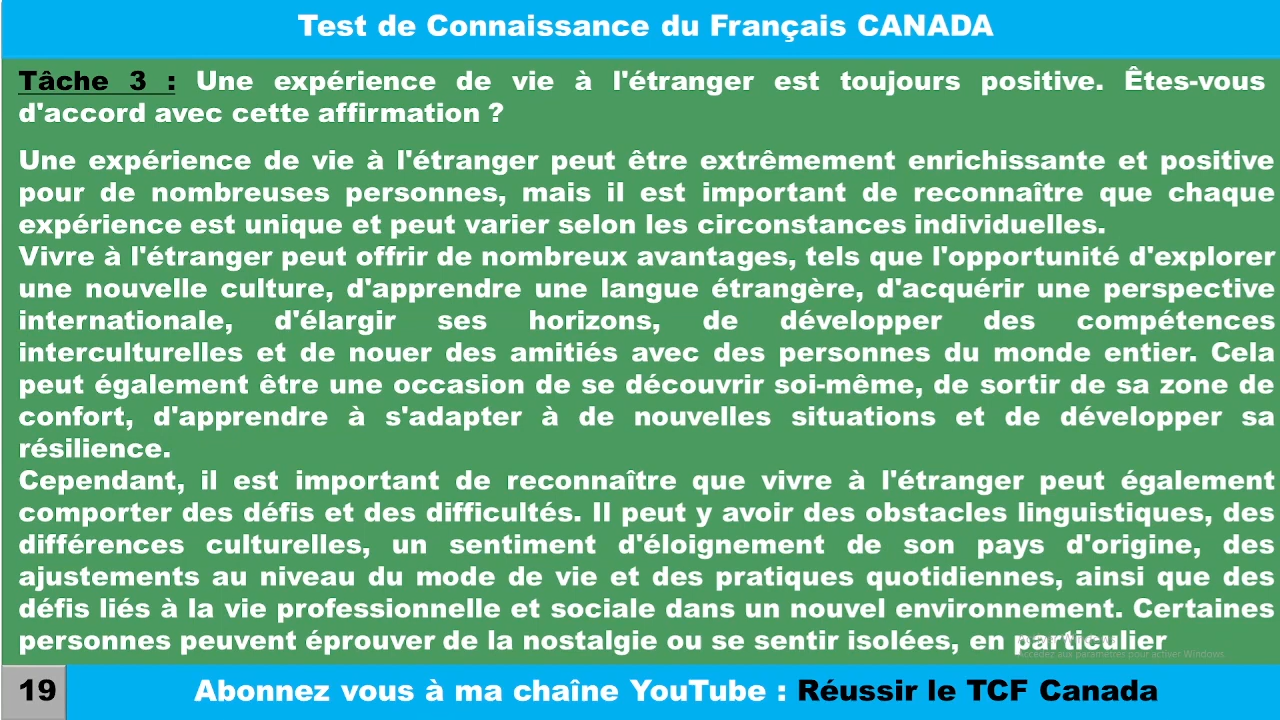 Test de Connaissance du Français CANADA
Tâche 3 : Une expérience de vie à l'étranger est toujours positive. Êtes-vous
d'accord avec cette affirmation ?
Une expérience de vie à l'étranger peut être extrêmement enrichissante et positive
pour de nombreuses personnes, mais il est important de reconnaître que chaque
expérience est unique et peut varier selon les circonstances individuelles.
Vivre à l'étranger peut offrir de nombreux avantages, tels que l'opportunité d'explorer
une nouvelle culture, d'apprendre une langue étrangère, d'acquérir une perspective
internationale, d'élargir ses horizons, de développer des compétences
interculturelles et de nouer des amitiés avec des personnes du monde entier. Cela
peut également être une occasion de se découvrir soi-même, de sortir de sa zone de
confort, d'apprendre à s'adapter à de nouvelles situations et de développer sa
résilience.
Cependant, il est important de reconnaître que vivre à l'étranger peut également
comporter des défis et des difficultés. Il peut y avoir des obstacles linguistiques, des
différences culturelles, un sentiment d'éloignement de son pays d'origine, des
ajustements au niveau du mode de vie et des pratiques quotidiennes, ainsi que des
défis liés à la vie professionnelle et sociale dans un nouvel environnement. Certaines
personnes peuvent éprouver de la nostalgie ou se sentir isolées, en particulier
Accédez aux paramètres pour activer Windows.
19 Abonnez vous à ma chaîne YouTube : Réussir le TCF Canada